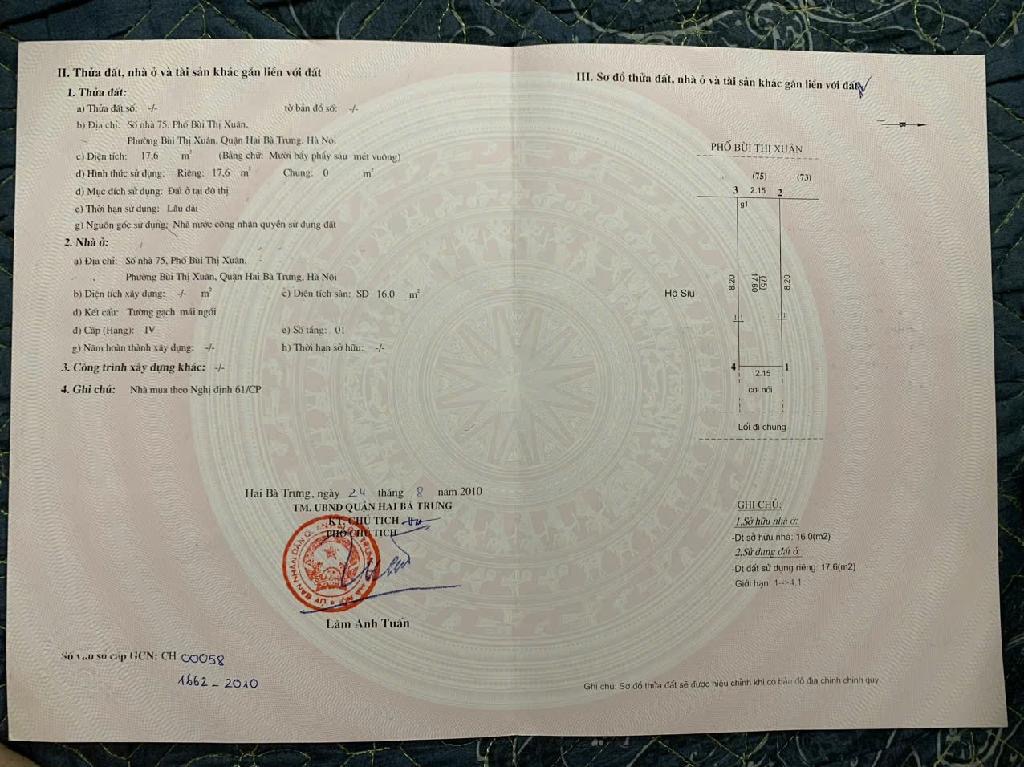 II. Thửa đất, nhà ở và tài sản khác gắn liền với đất
1. Thửa đất:
a) Thửa đất số: -/- tờ bản đồ số: -/-
b) Địa chỉ: Số nhà 75, Phố Bùi Thị Xuân,
Phường Bùi Thị Xuân, Quận Hai Bà Trưng, Hà Nội
c) Diện tích: 17.6 m² (Bằng chữ: Mười bảy phẩy sáu mét vuông)
d) Hình thức sử dụng: Riêng: 17.6 m² Chung: 0 m²
đ) Mục đích sử dụng: Đất ở tại đô thị
e) Thời hạn sử dụng: Lâu dài
g) Nguồn gốc sử dụng: Nhà nước công nhận quyền sử dụng đất
2. Nhà ở:
a) Địa chỉ: Số nhà 75, Phố Bùi Thị Xuân,
Phường Bùi Thị Xuân, Quận Hai Bà Trưng, Hà Nội
b) Diện tích xây dựng: -/- m² c) Diện tích sàn: SD 16.0 m²
d) Kết cấu: Tường gạch mái ngói
đ) Cấp (Hạng): IV e) Số tầng: 01
g) Năm hoàn thành xây dựng: -/- h) Thời hạn sở hữu: -/-
3. Công trình xây dựng khác: -/-
4. Ghi chú: Nhà mua theo Nghị định 61/CP
Hai Bà Trưng, ngày 24 tháng 8 năm 2010
TM. UBND QUẬN HAI BÀ TRƯNG
KT. CHỦ TỊCH
PHÓ CHỦ TỊCH
Lâm Anh Tuấn
Số vào sổ cấp GCN: CH 00058
1662 - 2010
III. Sơ đồ thửa đất, nhà ở và tài sản khác gắn liền với đất
PHỐ BÙI THỊ XUÂN
(75) (73)
3 2.15 2
g1
8.20 (75) 17.60 8.20
Hộ Sỉu
4 1
2.15
cơi nới
Lối đi chung
GHI CHÚ:
1.Sở hữu nhà ở:
-Dt sở hữu nhà: 16.0(m2)
2.Sử dụng đất ở
Dt đất sử dụng riêng: 17.6(m2)
Giới hạn: 1->4,1
Ghi chú: Sơ đồ thửa đất sẽ được hiệu chỉnh khi có bản đồ địa chính chính quy